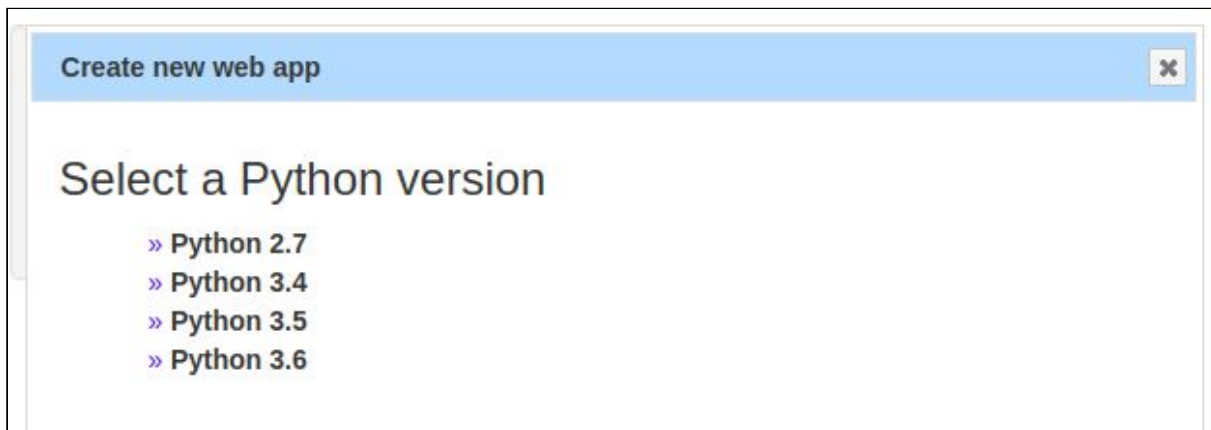 Create new web app
Select a Python version
» Python 2.7
» Python 3.4
» Python 3.5
» Python 3.6